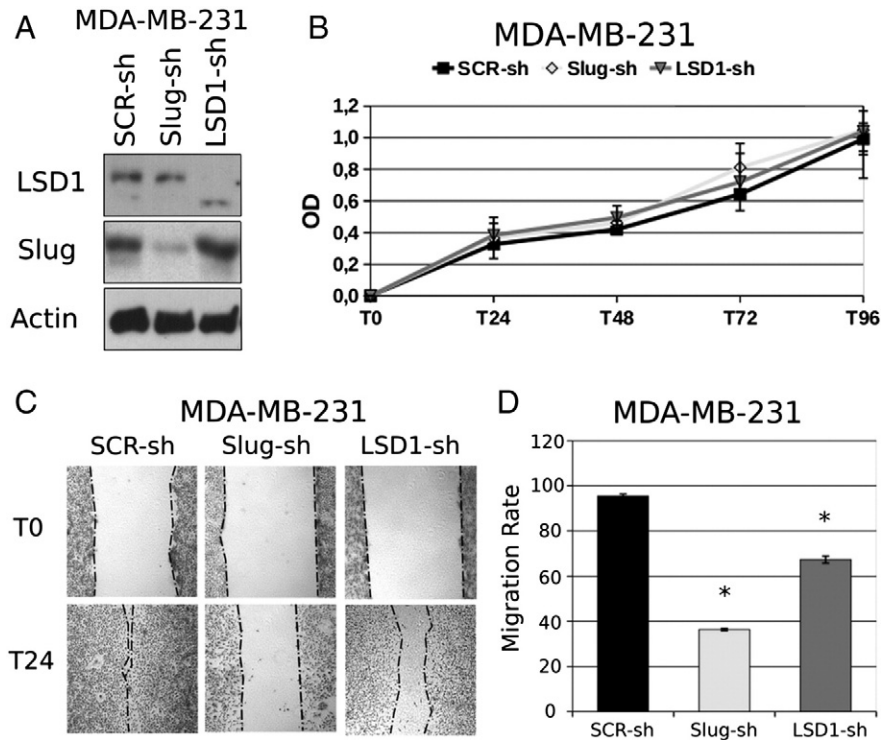 A
MDA-MB-231
SCR-sh
Slug-sh
LSD1-sh
LSD1
Slug
Actin
B
MDA-MB-231
SCR-sh Slug-sh LSD1-sh
OD
1,2
1,0
0,8
0,6
0,4
0,2
0,0
T0 T24 T48 T72 T96
C
MDA-MB-231
SCR-sh Slug-sh LSD1-sh
T0
T24
D
MDA-MB-231
Migration Rate
120
100
80
60
40
20
0
*
*
SCR-sh Slug-sh LSD1-sh